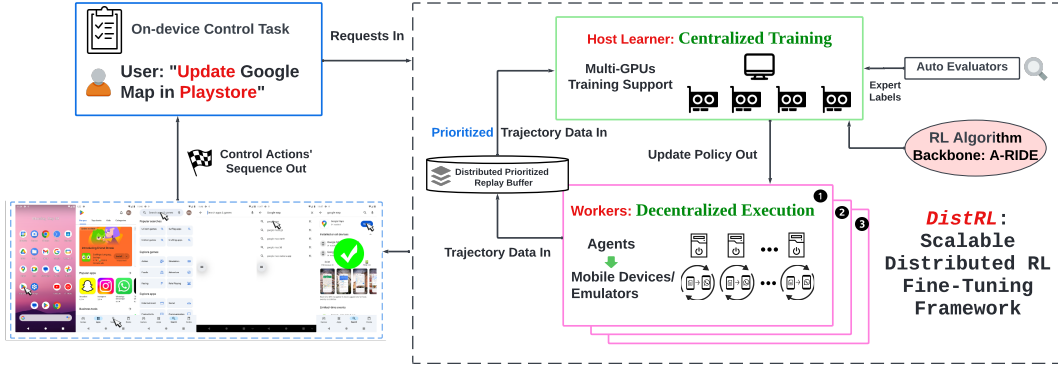 On-device Control Task
User: "Update Google
Map in Playstore"
Requests In
Control Actions'
Sequence Out
Host Learner: Centralized Training
Multi-GPUs
Training Support
Auto Evaluators
Expert
Labels
RL Algorithm
Backbone: A-RIDE
Prioritized Trajectory Data In
Update Policy Out
Distributed Prioritized
Replay Buffer
Trajectory Data In
1
2
3
Workers: Decentralized Execution
Agents
Mobile Devices/
Emulators
DistRL:
Scalable
Distributed RL
Fine-Tuning
Framework